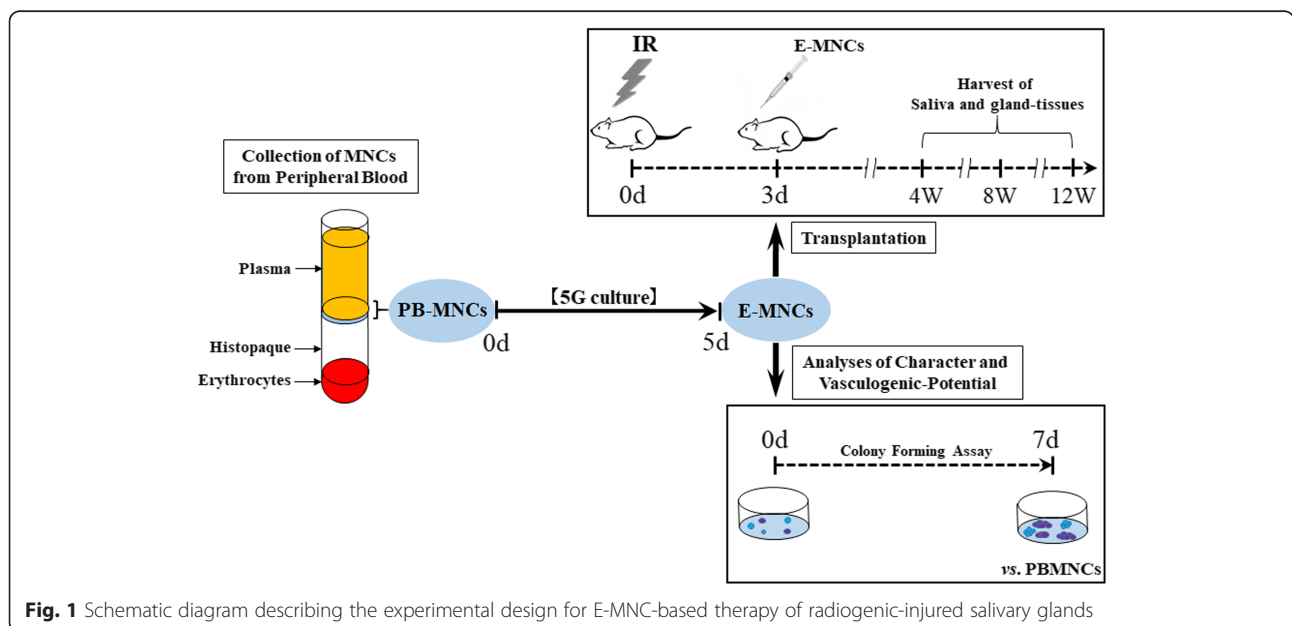 Collection of MNCs
from Peripheral Blood
Plasma
Histopaque
Erythrocytes
PB-MNCs
0d
【5G culture】
5d
E-MNCs
IR
E-MNCs
Harvest of
Saliva and gland-tissues
0d
3d
4W
8W
12W
Transplantation
Analyses of Character and
Vasculogenic-Potential
0d
Colony Forming Assay
7d
vs. PBMNCs
Fig. 1 Schematic diagram describing the experimental design for E-MNC-based therapy of radiogenic-injured salivary glands